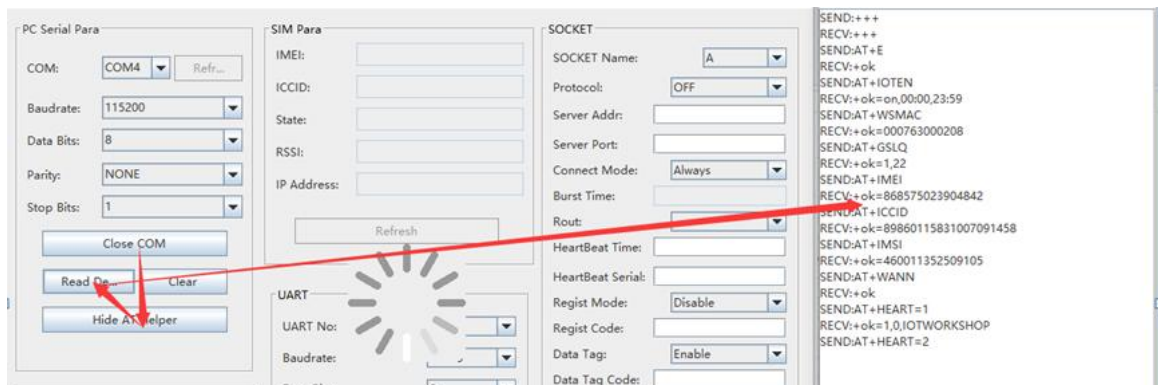 PC Serial Para
COM: COM4 Refr...
Baudrate: 115200
Data Bits: 8
Parity: NONE
Stop Bits: 1
Close COM
Read De... Clear
Hide AT Helper
SIM Para
IMEI:
ICCID:
State:
RSSI:
IP Address:
Refresh
UART
UART No:
Baudrate:
SOCKET
SOCKET Name: A
Protocol: OFF
Server Addr:
Server Port:
Connect Mode: Always
Burst Time:
Rout:
HeartBeat Time:
HeartBeat Serial:
Regist Mode: Disable
Regist Code:
Data Tag: Enable
Data Tag Code:
SEND:+++
RECV:+++
SEND:AT+E
RECV:+ok
SEND:AT+IOTEN
RECV:+ok=on,00:00,23:59
SEND:AT+WSMAC
RECV:+ok=000763000208
SEND:AT+GSLQ
RECV:+ok=1,22
SEND:AT+IMEI
RECV:+ok=868575023904842
SEND:AT+ICCID
RECV:+ok=89860115831007091458
SEND:AT+IMSI
RECV:+ok=460011352509105
SEND:AT+WANN
RECV:+ok
SEND:AT+HEART=1
RECV:+ok=1,0,IOTWORKSHOP
SEND:AT+HEART=2